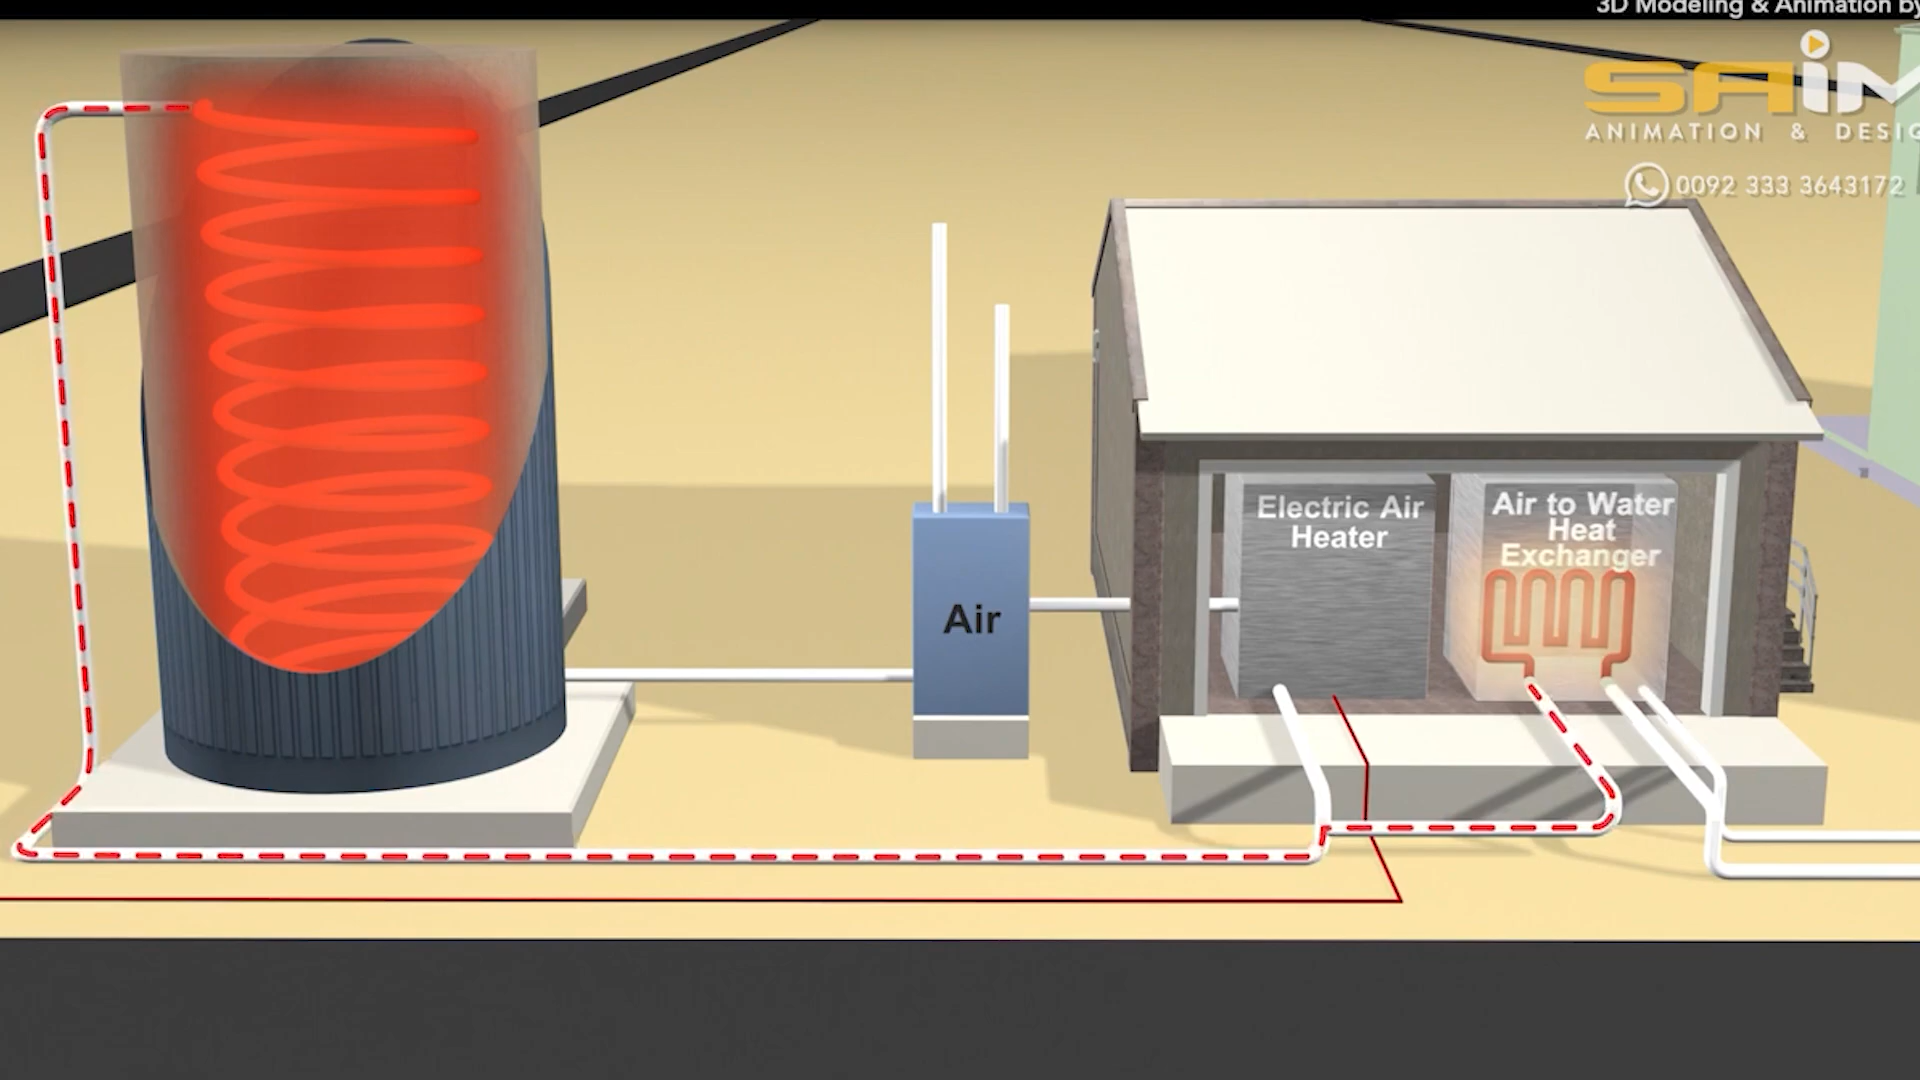 3D Modeling & Animation by
SAIM
ANIMATION & DESIG
0092 333 3643172
Electric Air
Heater
Air to Water
Heat
Exchanger
Air